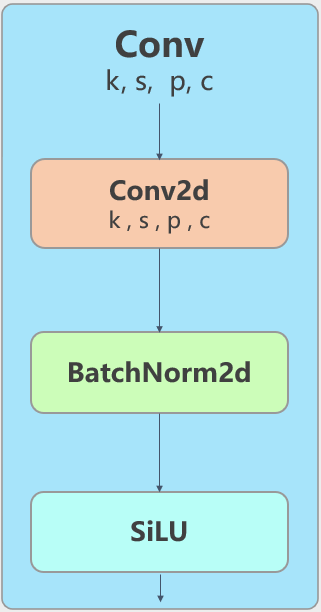 Conv
k, s, p, c
Conv2d
k , s , p , c
BatchNorm2d
SiLU